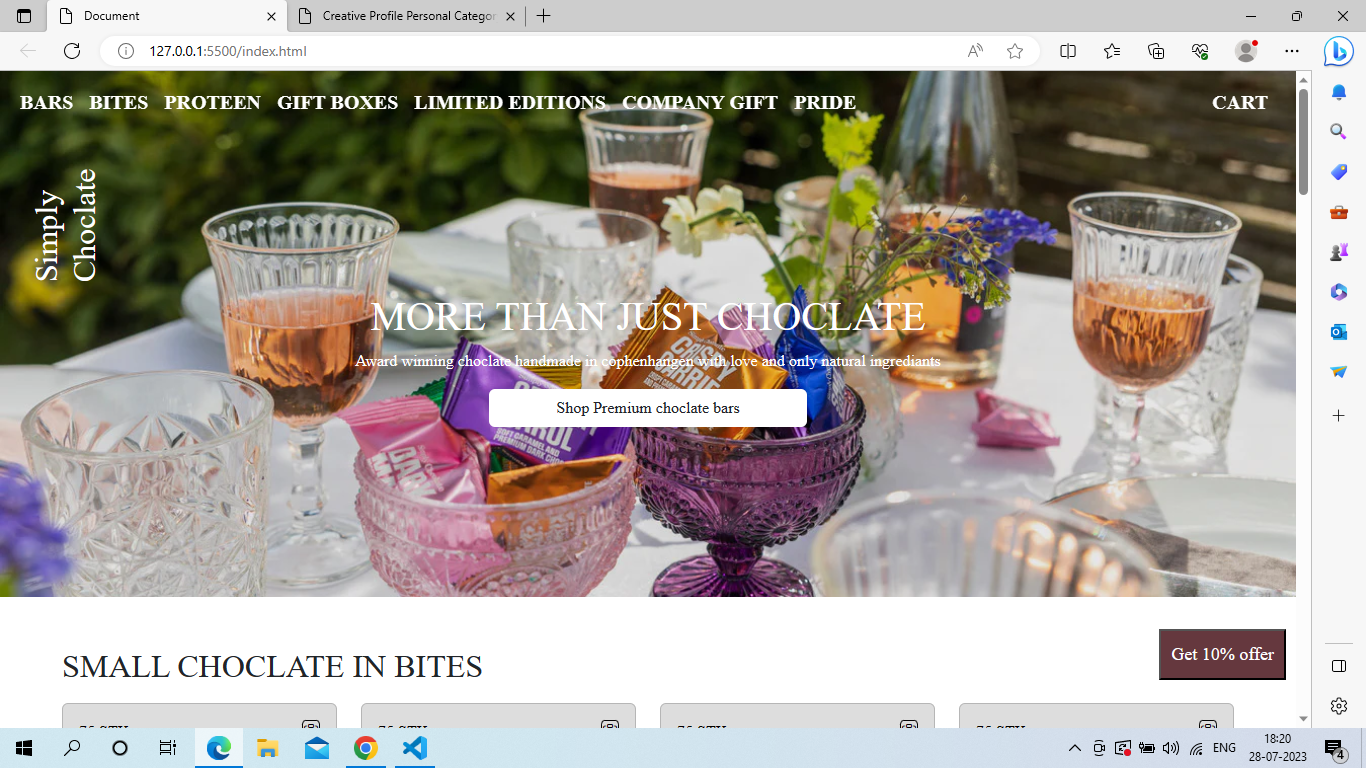 Document
Creative Profile Personal Categor
127.0.0.1:5500/index.html
BARS BITES PROTEEN GIFT BOXES LIMITED EDITIONS COMPANY GIFT PRIDE CART
Simply
Choclate
MORE THAN JUST CHOCLATE
Award winning choclate handmade in cophenhangen with love and only natural ingrediants
Shop Premium choclate bars
SMALL CHOCLATE IN BITES
Get 10% offer
ENG
18:20
28-07-2023
4